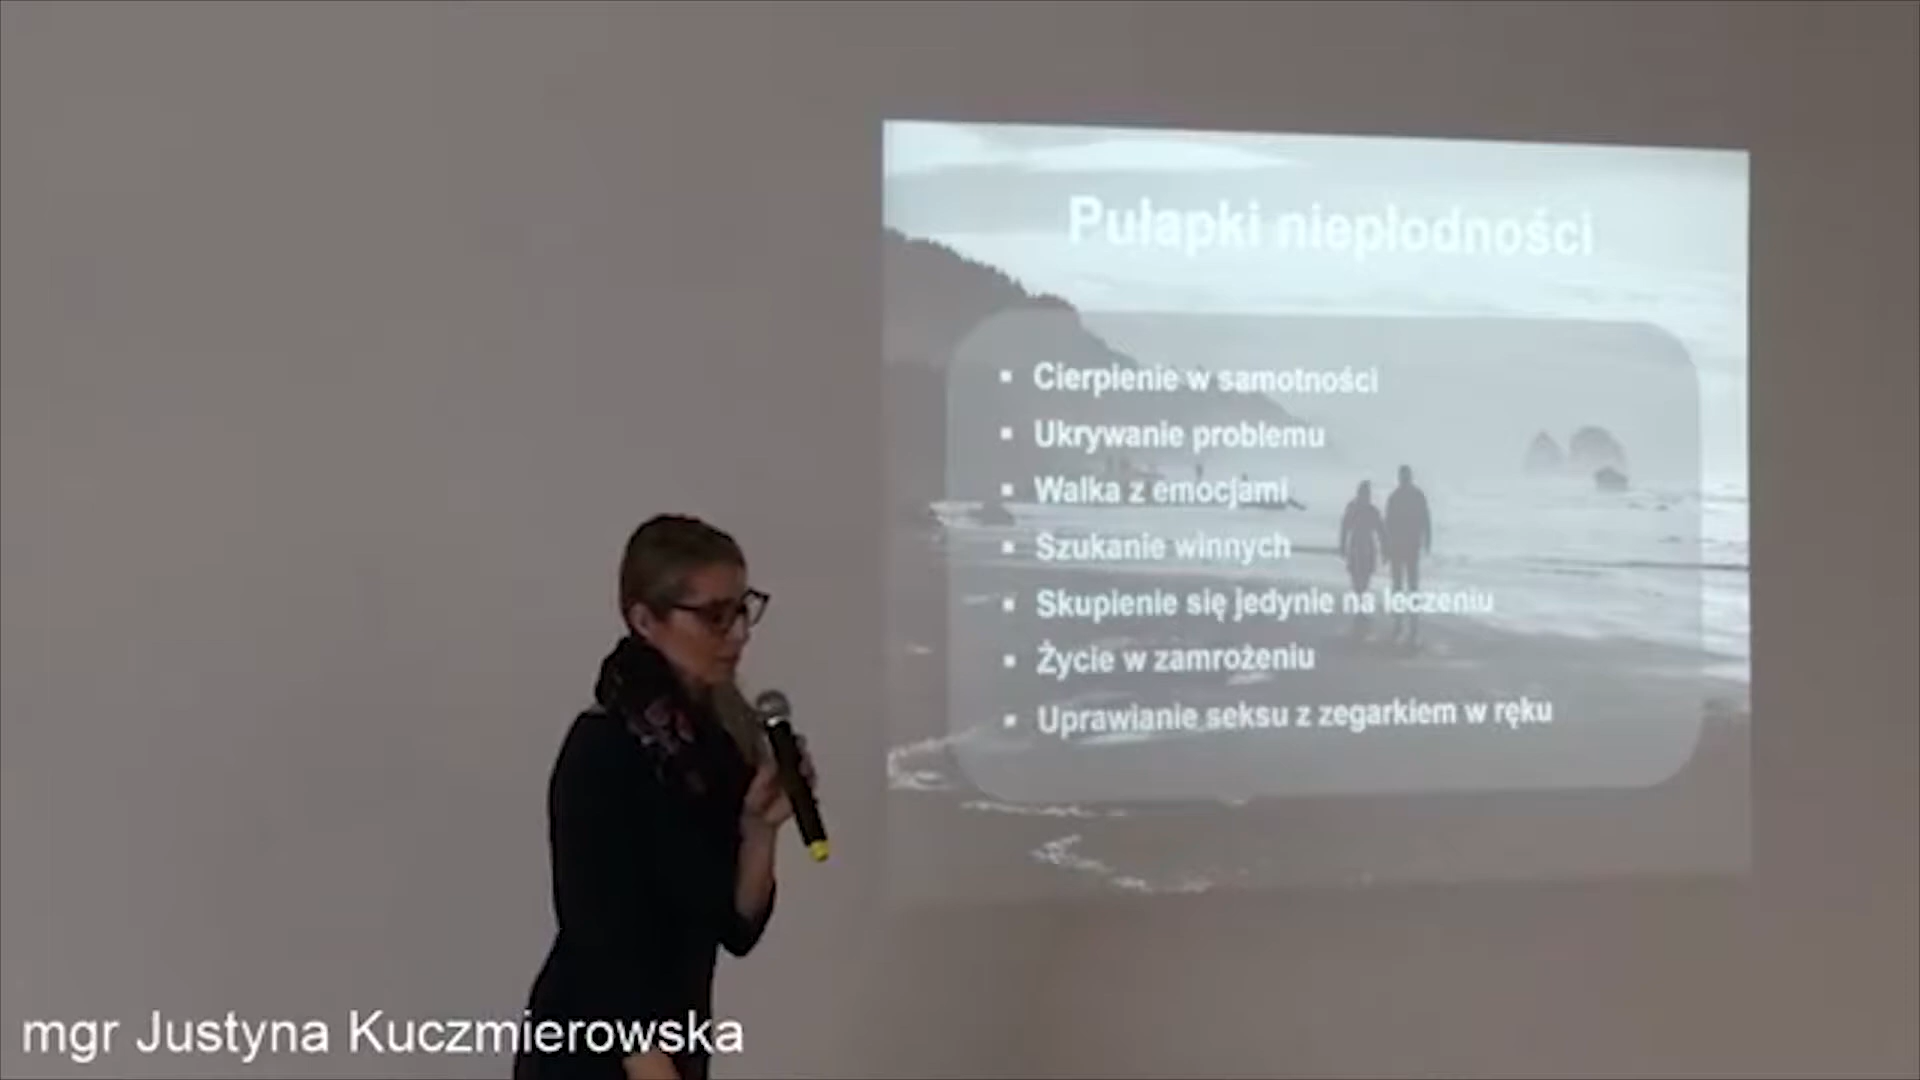 Pułapki niepłodności
▪ Cierpienie w samotności
▪ Ukrywanie problemu
▪ Walka z emocjami
▪ Szukanie winnych
▪ Skupienie się jedynie na leczeniu
▪ Życie w zamrożeniu
▪ Uprawianie seksu z zegarkiem w ręku
mgr Justyna Kuczmierowska